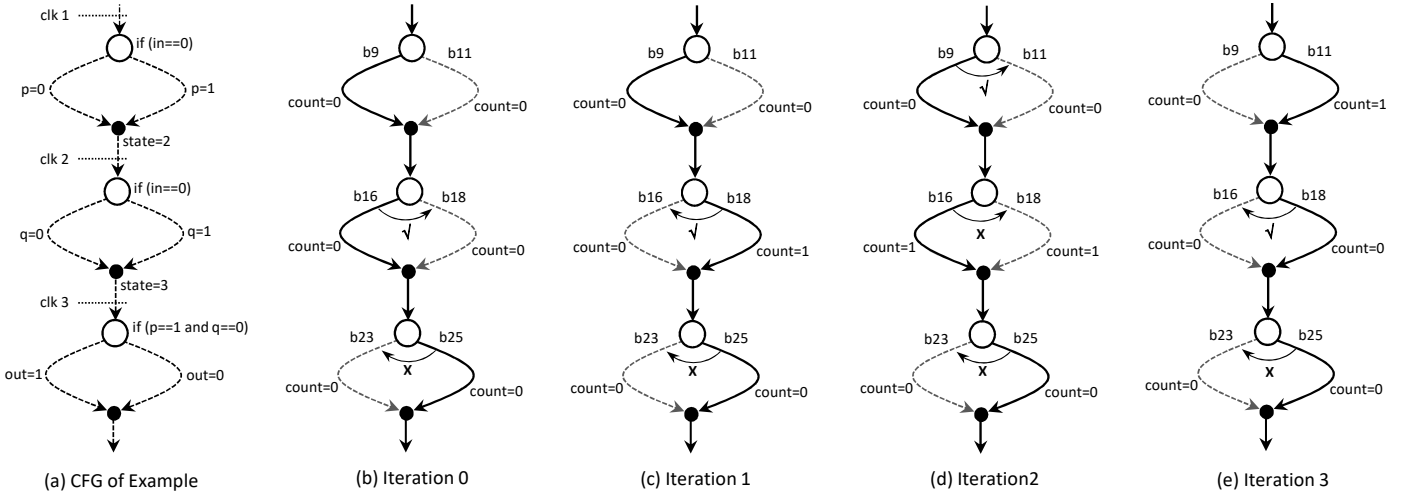 clk 1
if (in==0)
p=0
p=1
state=2
clk 2
if (in==0)
q=0
q=1
state=3
clk 3
if (p==1 and q==0)
out=1
out=0
(a) CFG of Example
b9
b11
count=0
count=0
b16
b18
√
count=0
count=0
b23
b25
X
count=0
count=0
(b) Iteration 0
b9
b11
count=0
count=0
b16
b18
√
count=0
count=1
b23
b25
X
count=0
count=0
(c) Iteration 1
b9
b11
√
count=0
count=0
b16
b18
X
count=1
count=1
b23
b25
X
count=0
count=0
(d) Iteration2
b9
b11
count=0
count=1
b16
b18
√
count=0
count=0
b23
b25
X
count=0
count=0
(e) Iteration 3